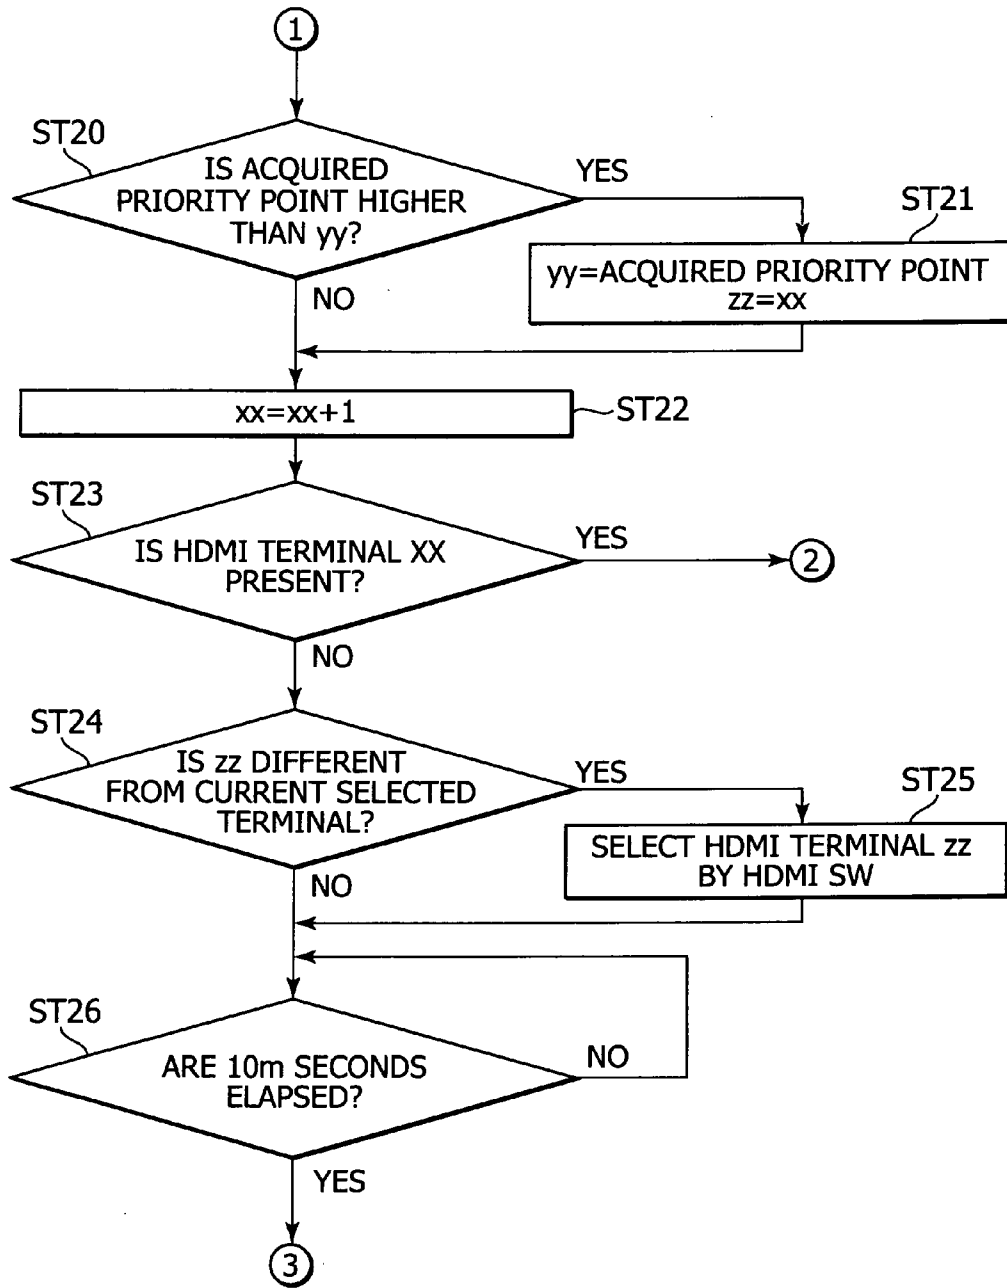 1
ST20
IS ACQUIRED
PRIORITY POINT HIGHER
THAN yy?
YES
NO
ST21
yy=ACQUIRED PRIORITY POINT
zz=xx
xx=xx+1
ST22
ST23
IS HDMI TERMINAL XX
PRESENT?
YES
2
NO
ST24
IS zz DIFFERENT
FROM CURRENT SELECTED
TERMINAL?
YES
NO
ST25
SELECT HDMI TERMINAL zz
BY HDMI SW
ST26
ARE 10m SECONDS
ELAPSED?
NO
YES
3